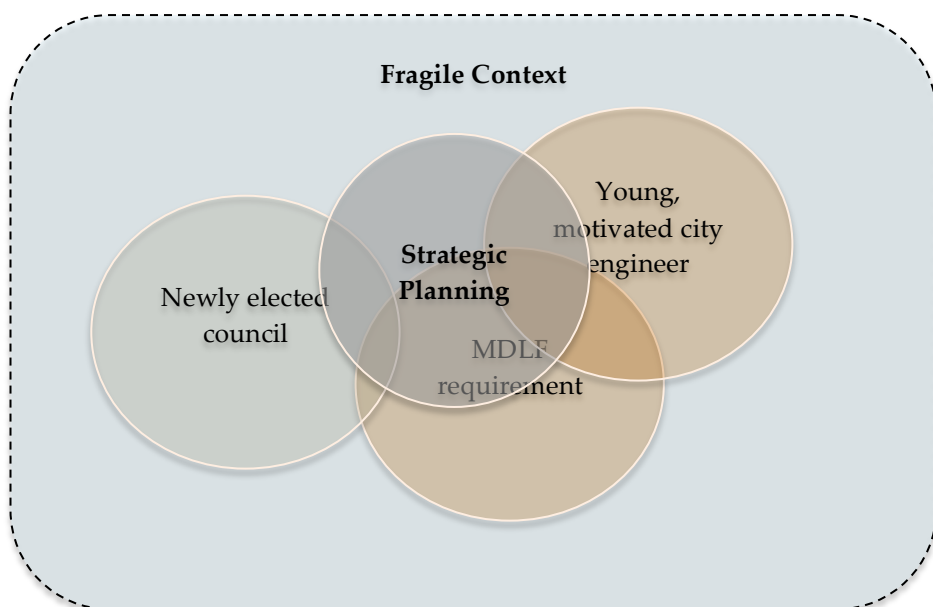 Fragile Context
Young,
motivated city
engineer
Strategic
Planning
Newly elected
council
MDLF
requirement